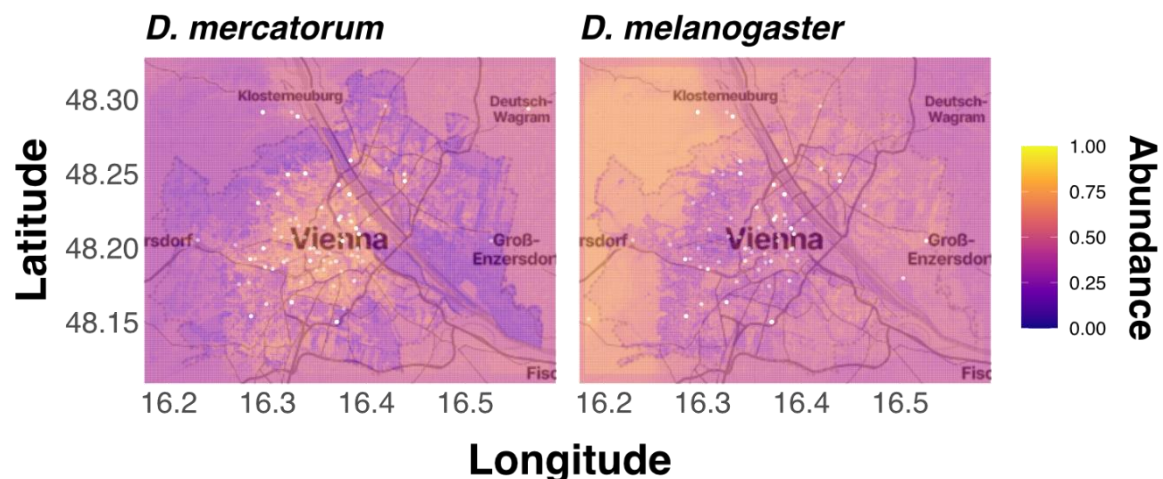 D. mercatorum
D. melanogaster
Latitude
48.30
48.25
48.20
48.15
Klosterneuburg
Deutsch-
Wagram
rsdorf
Vienna
Groß-
Enzersdorf
Fisc
16.2 16.3 16.4 16.5
Klosterneuburg
Deutsch-
Wagram
rsdorf
Vienna
Groß-
Enzersdorf
Fisc
16.2 16.3 16.4 16.5
Longitude
1.00
0.75
0.50
0.25
0.00
Abundance